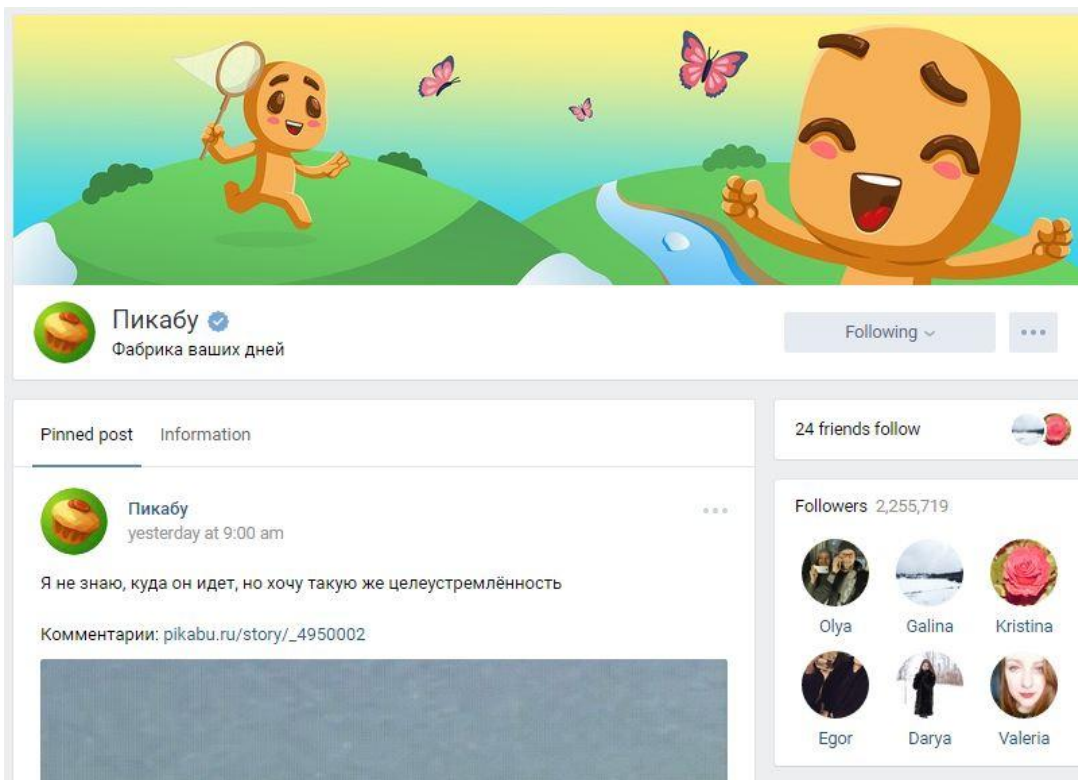 Пикабу
Фабрика ваших дней
Following
Pinned post Information
24 friends follow
Пикабу
yesterday at 9:00 am
Я не знаю, куда он идет, но хочу такую же целеустремлённость
Комментарии: pikabu.ru/story/_4950002
Followers 2,255,719
Olya Galina Kristina
Egor Darya Valeria